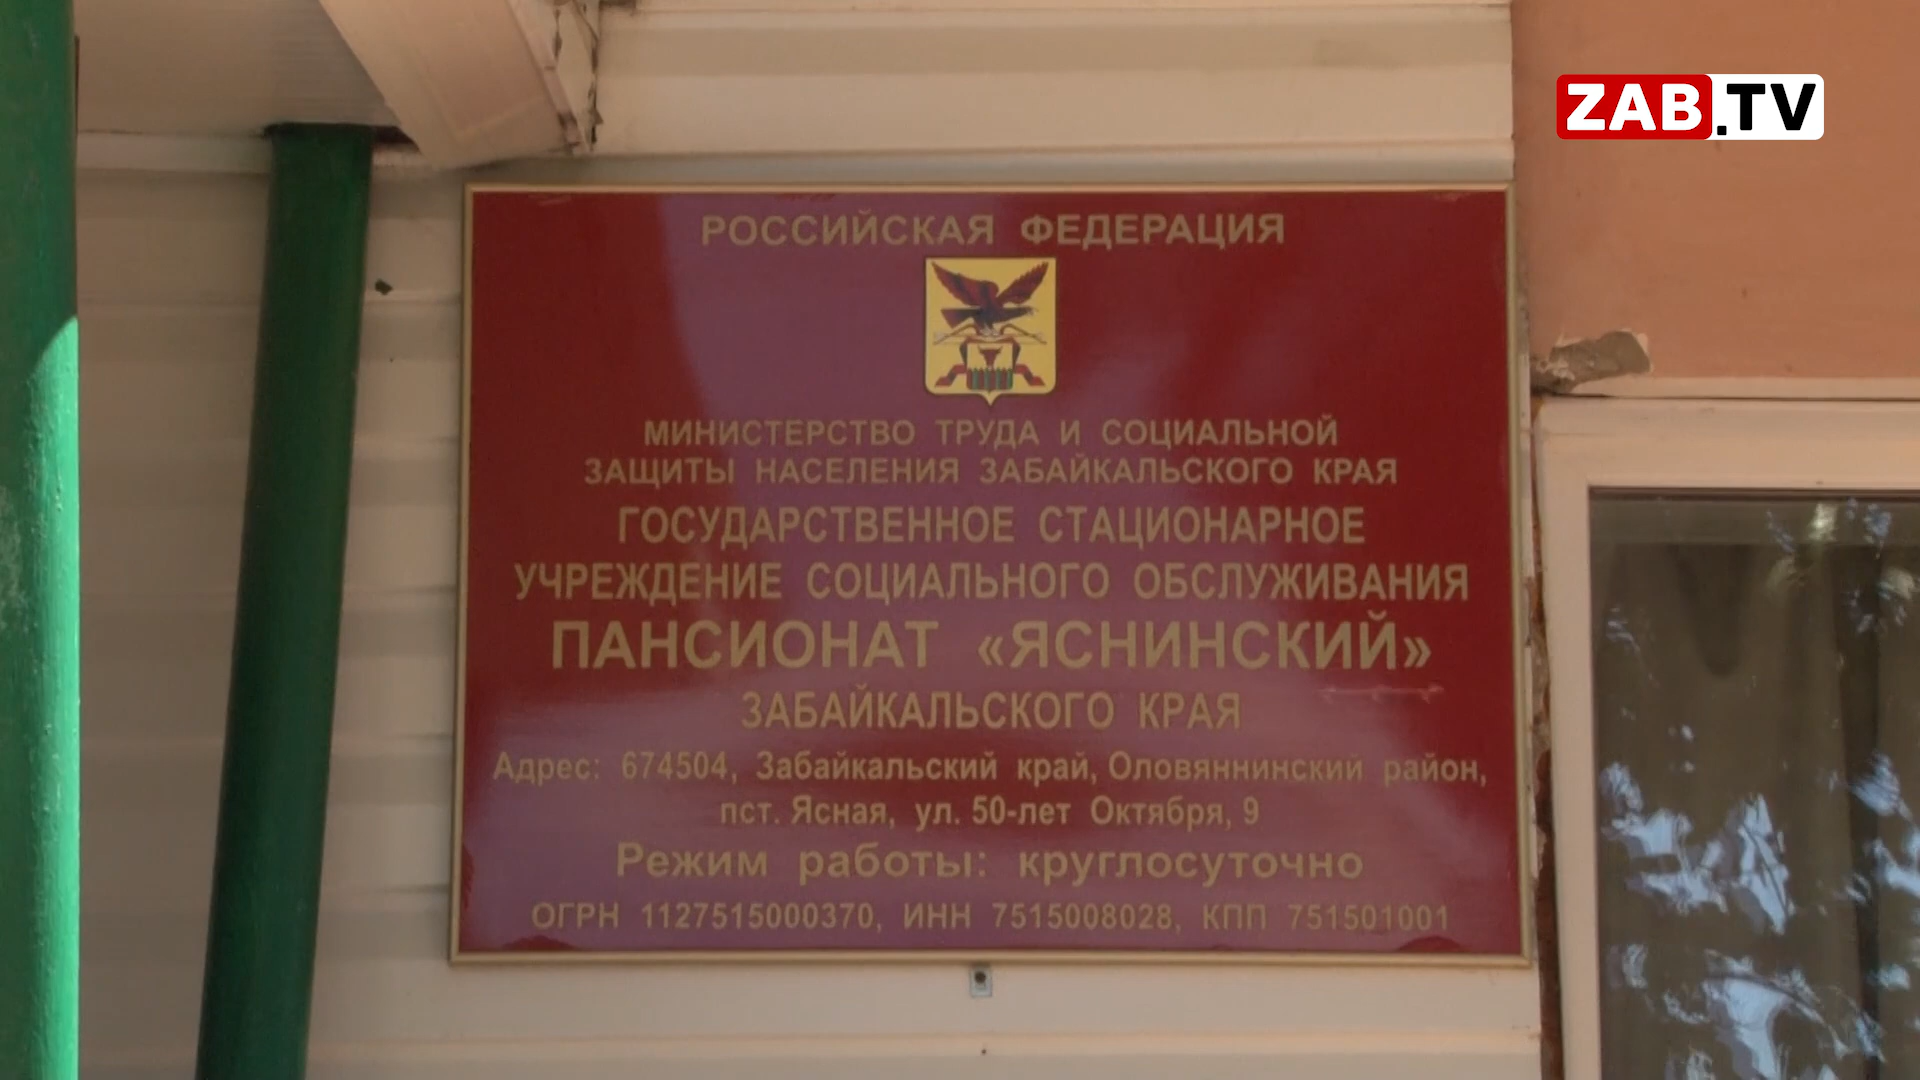 ZAB.TV
РОССИЙСКАЯ ФЕДЕРАЦИЯ
МИНИСТЕРСТВО ТРУДА И СОЦИАЛЬНОЙ
ЗАЩИТЫ НАСЕЛЕНИЯ ЗАБАЙКАЛЬСКОГО КРАЯ
ГОСУДАРСТВЕННОЕ СТАЦИОНАРНОЕ
УЧРЕЖДЕНИЕ СОЦИАЛЬНОГО ОБСЛУЖИВАНИЯ
ПАНСИОНАТ «ЯСНИНСКИЙ»
ЗАБАЙКАЛЬСКОГО КРАЯ
Адрес: 674504, Забайкальский край, Оловяннинский район,
пст. Ясная, ул. 50-лет Октября, 9
Режим работы: круглосуточно
ОГРН 1127515000370, ИНН 7515008028, КПП 751501001